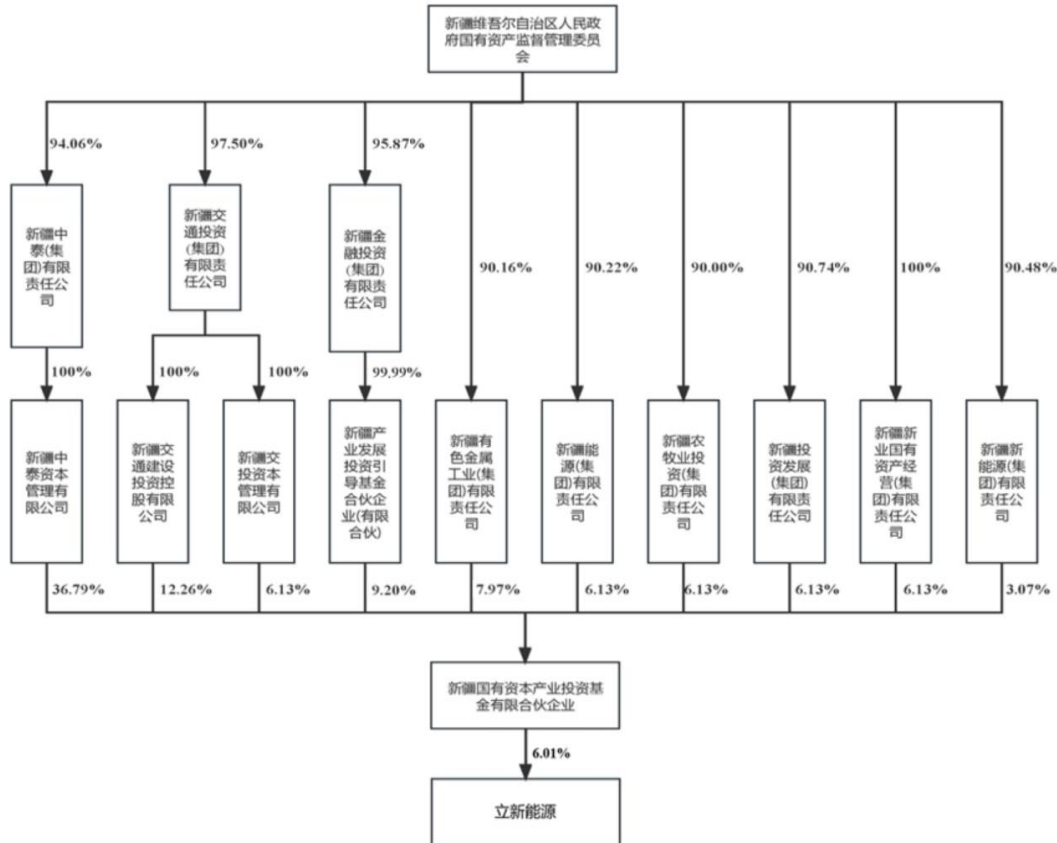 新疆维吾尔自治区人民政
府国有资产监督管理委员
会
94.06%
97.50%
95.87%
新疆中
泰(集
团)有限
责任公
司
新疆交
通投资
(集团)
有限责
任公司
新疆金
融投资
(集团)
有限责
任公司
90.16%
90.22%
90.00%
90.74%
100%
90.48%
100%
100%
100%
99.99%
新疆中
泰资本
管理有
限公司
新疆交
通建设
投资控
股有限
公司
新疆交
投资本
管理有
限公司
新疆产
业发展
投资引
导基金
合伙企
业(有限
合伙)
新疆有
色金属
工业(集
团)有限
责任公
司
新疆能
源(集
团)有限
责任公
司
新疆农
牧业投
资(集
团)有限
责任公
司
新疆投
资发展
(集团)
有限责
任公司
新疆新
业国有
资产经
营(集
团)有限
责任公
司
新疆新
能源(集
团)有限
责任公
司
36.79%
12.26%
6.13%
9.20%
7.97%
6.13%
6.13%
6.13%
6.13%
3.07%
新疆国有资本产业投资基
金有限合伙企业
6.01%
立新能源